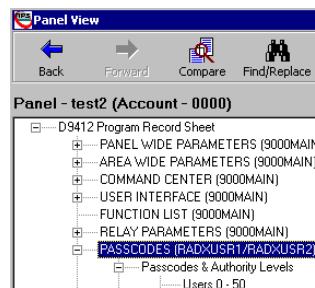 RPS Panel View
Back Forward Compare Find/Replace
Panel - test2 (Account - 0000)
D9412 Program Record Sheet
PANEL WIDE PARAMETERS (9000MAIN
AREA WIDE PARAMETERS (9000MAIN
COMMAND CENTER (9000MAIN)
USER INTERFACE (9000MAIN)
FUNCTION LIST (9000MAIN)
RELAY PARAMETERS (9000MAIN)
PASSCODES (RADXUSR1/RADXUSR2)
Passcodes & Authority Levels
Users 0 - 50